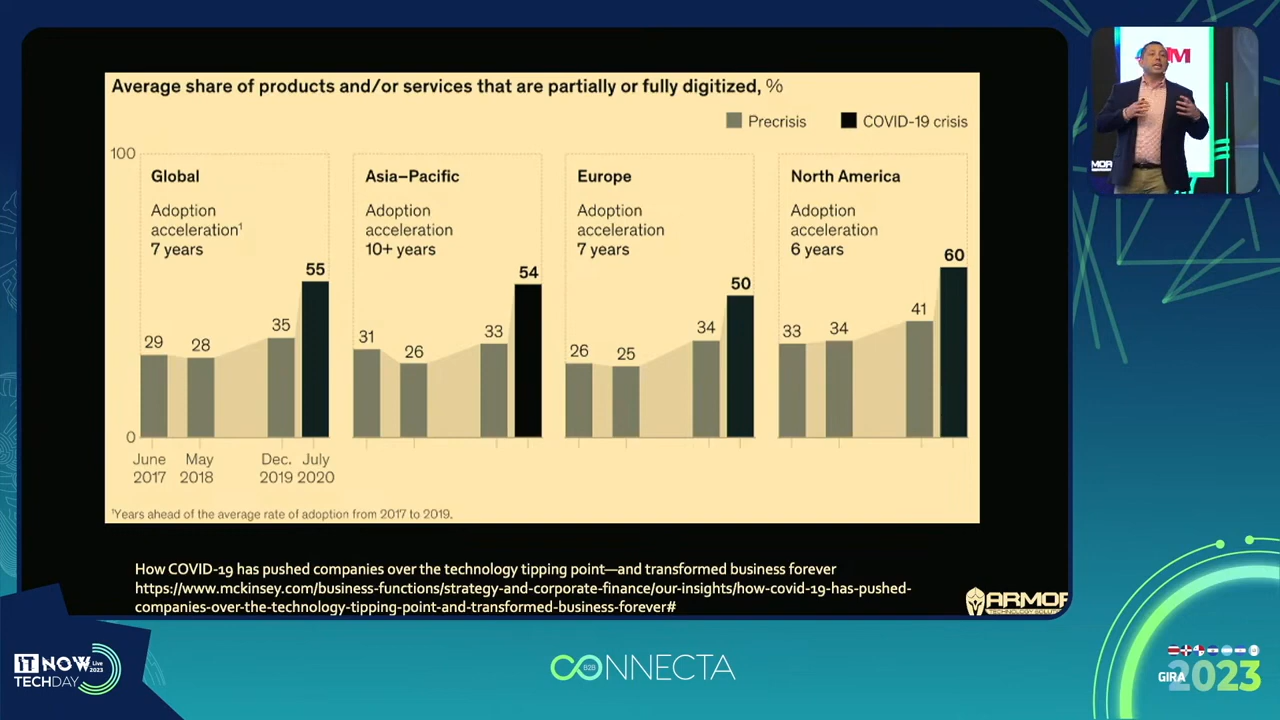 Average share of products and/or services that are partially or fully digitized, %
Precrisis
COVID-19 crisis
100
0
Global
Adoption
acceleration¹
7 years
29
28
35
55
June
2017
May
2018
Dec.
2019
July
2020
Asia–Pacific
Adoption
acceleration
10+ years
31
26
33
54
Europe
Adoption
acceleration
7 years
26
25
34
50
North America
Adoption
acceleration
6 years
33
34
41
60
¹Years ahead of the average rate of adoption from 2017 to 2019.
How COVID-19 has pushed companies over the technology tipping point—and transformed business forever
https://www.mckinsey.com/business-functions/strategy-and-corporate-finance/our-insights/how-covid-19-has-pushed-
companies-over-the-technology-tipping-point-and-transformed-business-forever#
ARMOR
IT NOW Live
2023
TECHDAY
B2B
CONNECTA
GIRA 2023